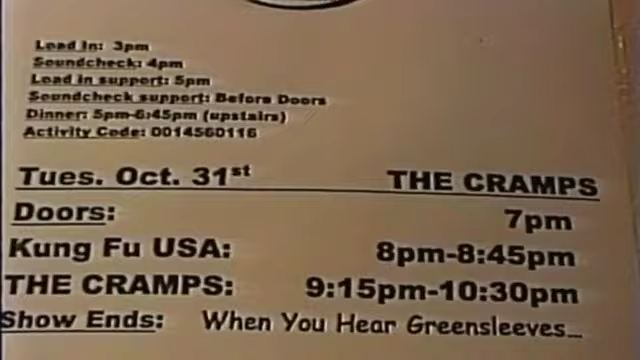 Load In: 3pm
Soundcheck: 4pm
Load in support: 5pm
Soundcheck support: Before Doors
Dinner: 5pm-6:45pm (upstairs)
Activity Code: 0014560116
Tues. Oct. 31st THE CRAMPS
Doors: 7pm
Kung Fu USA: 8pm-8:45pm
THE CRAMPS: 9:15pm-10:30pm
Show Ends: When You Hear Greensleeves...